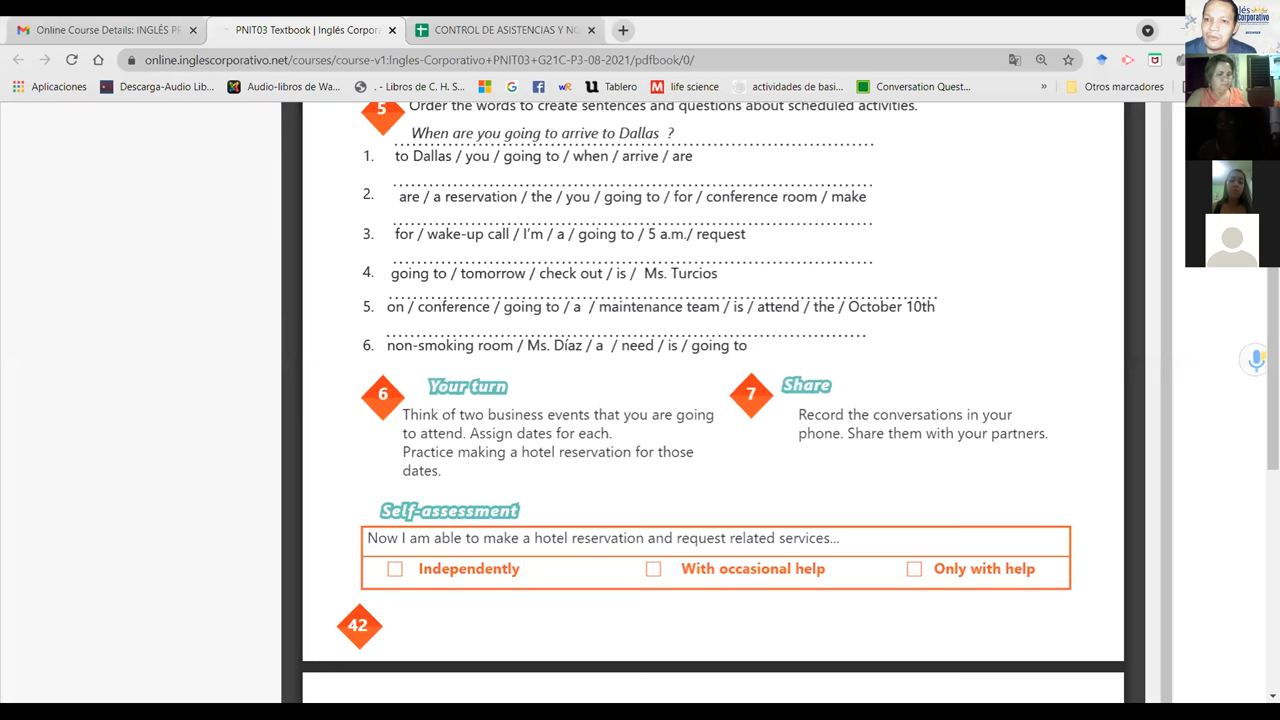 Online Course Details: INGLÉS PR
PNIT03 Textbook | Inglés Corpor
CONTROL DE ASISTENCIAS Y NO
online.inglescorporativo.net/courses/course-v1:Ingles_corporativo+PNIT03+GTTC-P3-08-2021/pdfbook/0/
Aplicaciones
Descarga-Audio Lib...
Audio-libros de Wa...
- Libros de C. H. S...
Tablero
life science
actividades de basi...
Conversation Quest...
»
Otros marcadores
5 Order the words to create sentences and questions about scheduled activities.
When are you going to arrive to Dallas ?
1. to Dallas / you / going to / when / arrive / are
2. are / a reservation / the / you / going to / for / conference room / make
3. for / wake-up call / I'm / a / going to / 5 a.m./ request
4. going to / tomorrow / check out / is / Ms. Turcios
5. on / conference / going to / a / maintenance team / is / attend / the / October 10th
6. non-smoking room / Ms. Díaz / a / need / is / going to
6 Your turn
Think of two business events that you are going
to attend. Assign dates for each.
Practice making a hotel reservation for those
dates.
7 Share
Record the conversations in your
phone. Share them with your partners.
Self-assessment
Now I am able to make a hotel reservation and request related services...
Independently
With occasional help
Only with help
42